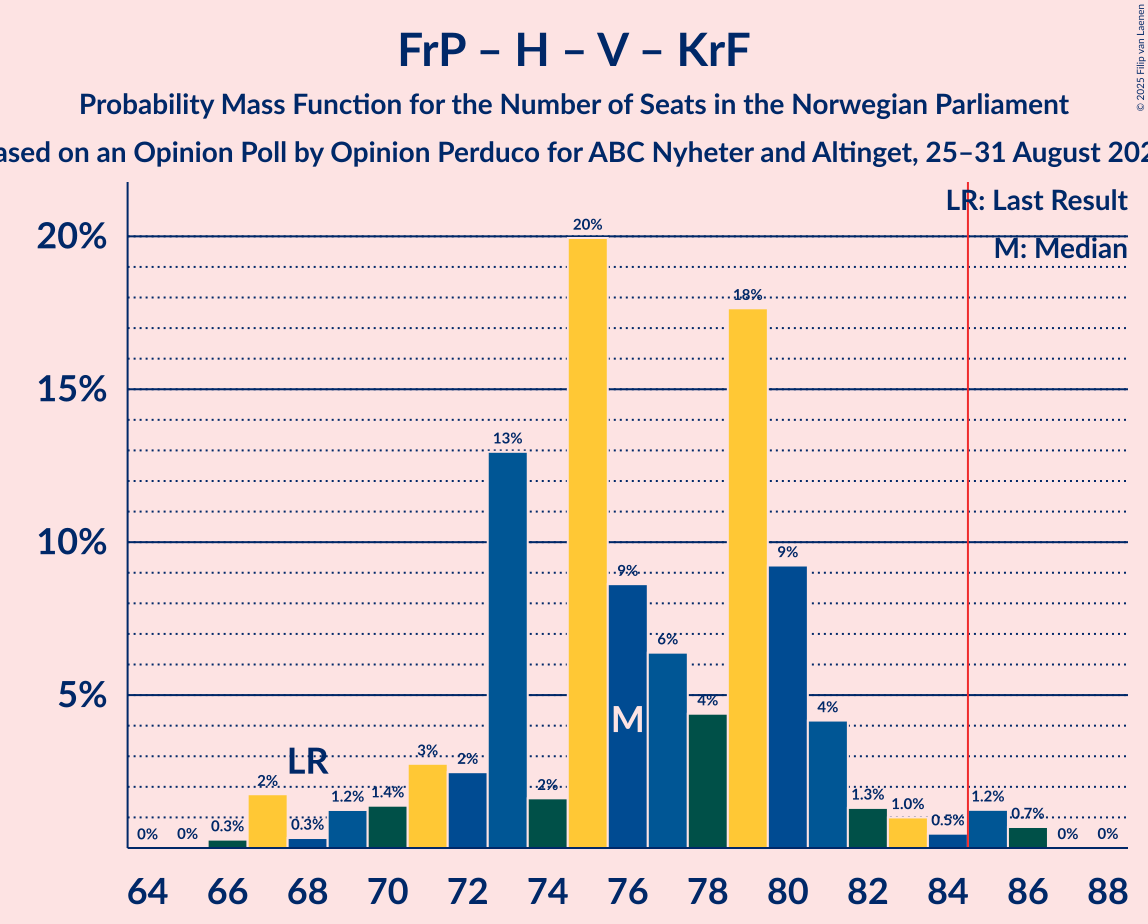 FrP – H – V – KrF
Probability Mass Function for the Number of Seats in the Norwegian Parliament
on an Opinion Poll by Opinion Perduco for ABC Nyheter and Altinget, 25–31 August
© 2025 Filip van Laenen
LR: Last Result
M: Median
20%
15%
10%
5%
0% 0% 0.3% 2% 0.3% 1.2% 1.4% 3% 2% 13% 2% 20% 9% 6% 4% 18% 9% 4% 1.3% 1.0% 0.5% 1.2% 0.7% 0% 0%
LR
M
64 66 68 70 72 74 76 78 80 82 84 86 88